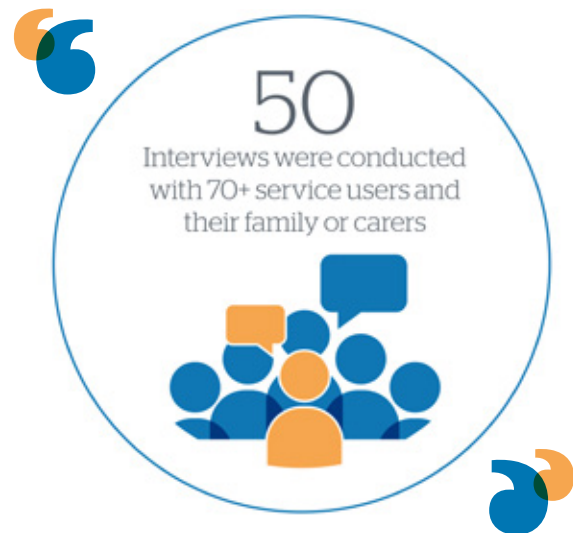 50
Interviews were conducted
with 70+ service users and
their family or carers